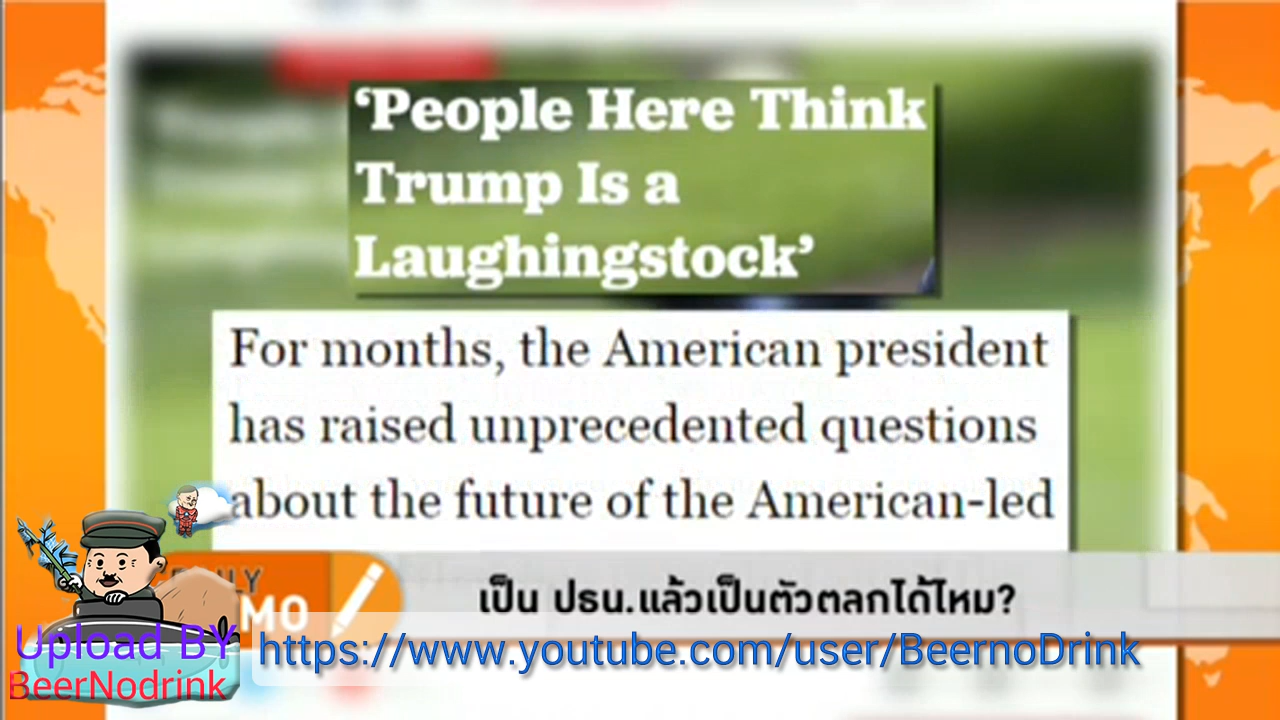 ‘People Here Think
Trump Is a
Laughingstock’
For months, the American president
has raised unprecedented questions
about the future of the American-led
เป็น ปธน.แล้วเป็นตัวตลกได้ไหม?
Upload BY
https://www.youtube.com/user/BeernoDrink
BeerNodrink